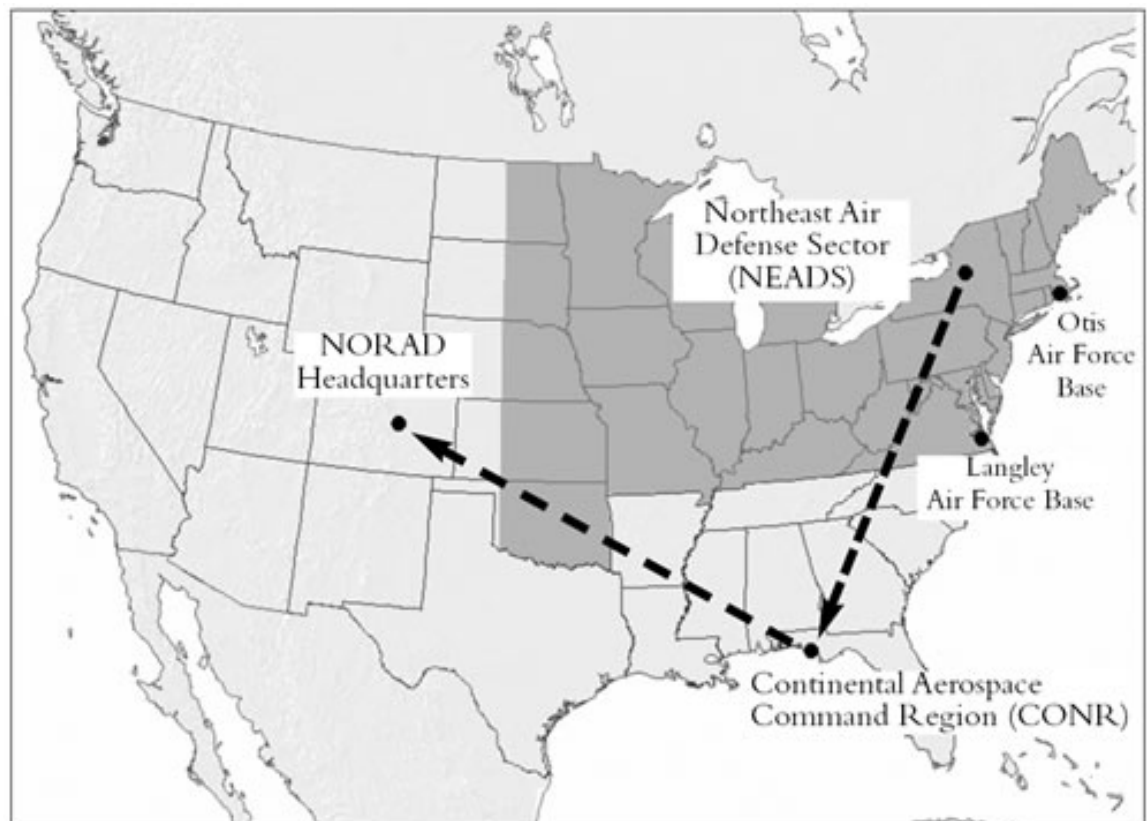 Northeast Air
Defense Sector
(NEADS)
NORAD
Headquarters
Otis
Air Force
Base
Langley
Air Force Base
Continental Aerospace
Command Region (CONR)